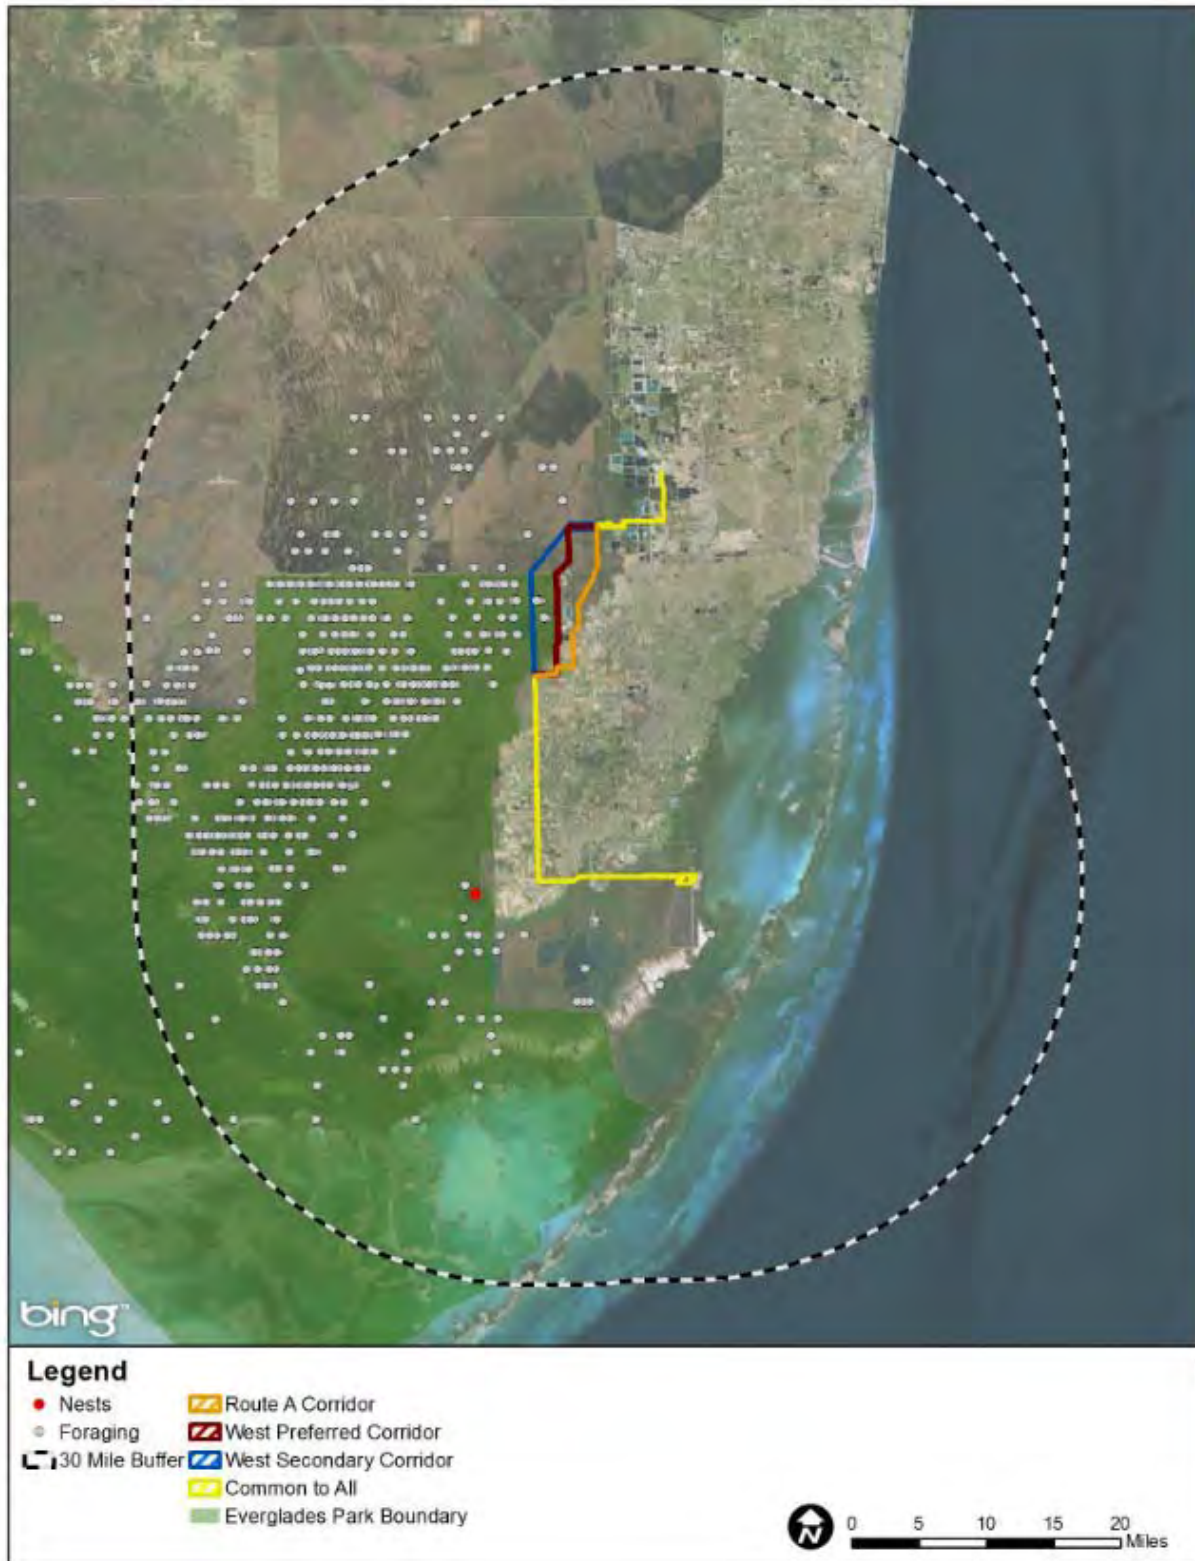 bing™
Legend
Nests
Foraging
30 Mile Buffer
Route A Corridor
West Preferred Corridor
West Secondary Corridor
Common to All
Everglades Park Boundary
N
0 5 10 15 20
Miles